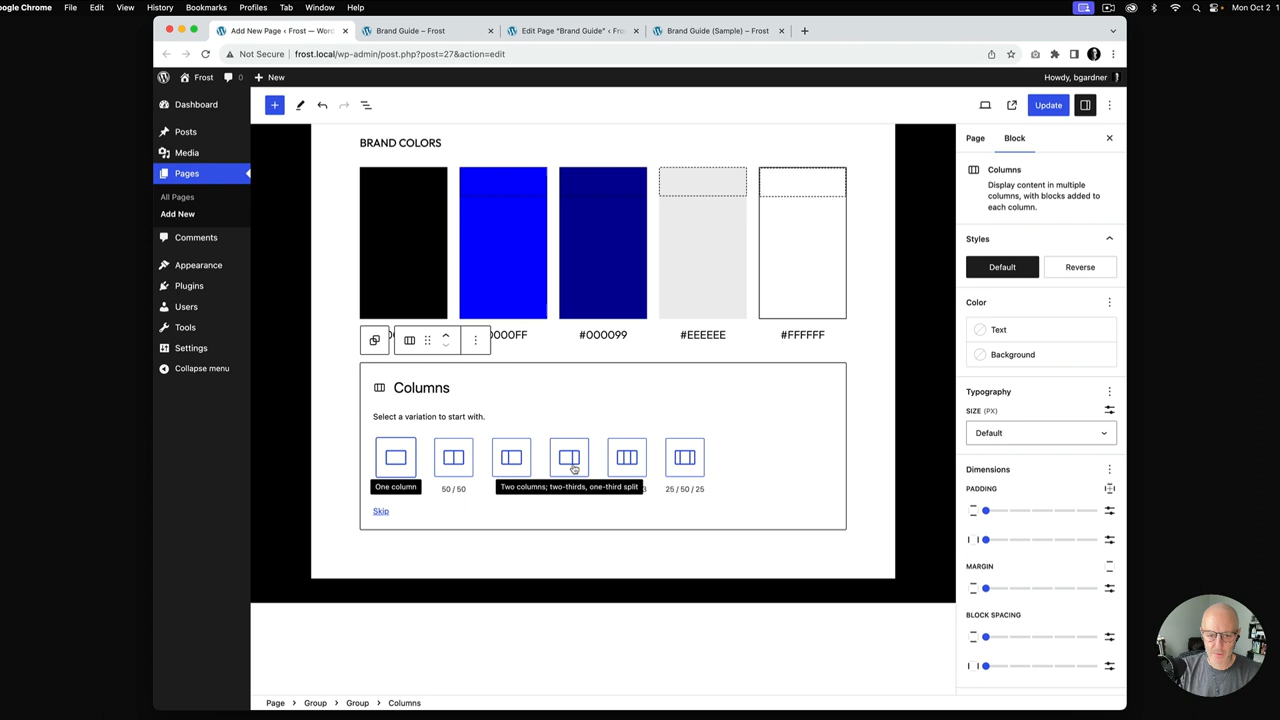 Google Chrome File Edit View History Bookmarks Profiles Tab Window Help Mon Oct 2
Add New Page ‹ Frost — Wor
Brand Guide – Frost
Edit Page "Brand Guide" ‹ Fro
Brand Guide (Sample) – Frost
Not Secure frost.local/wp-admin/post.php?post=27&action=edit
Frost 0 New Howdy, bgardner
Dashboard
Posts
Media
Pages
All Pages
Add New
Comments
Appearance
Plugins
Users
Tools
Settings
Collapse menu
Update
BRAND COLORS
000FF
#000099
#EEEEEE
#FFFFFF
Columns
Select a variation to start with.
One column
50 / 50
Two columns; two-thirds, one-third split
25 / 50 / 25
Skip
Page Block
Columns
Display content in multiple
columns, with blocks added to
each column.
Styles
Default Reverse
Color
Text
Background
Typography
SIZE (PX)
Default
Dimensions
PADDING
MARGIN
BLOCK SPACING
Page Group Group Columns